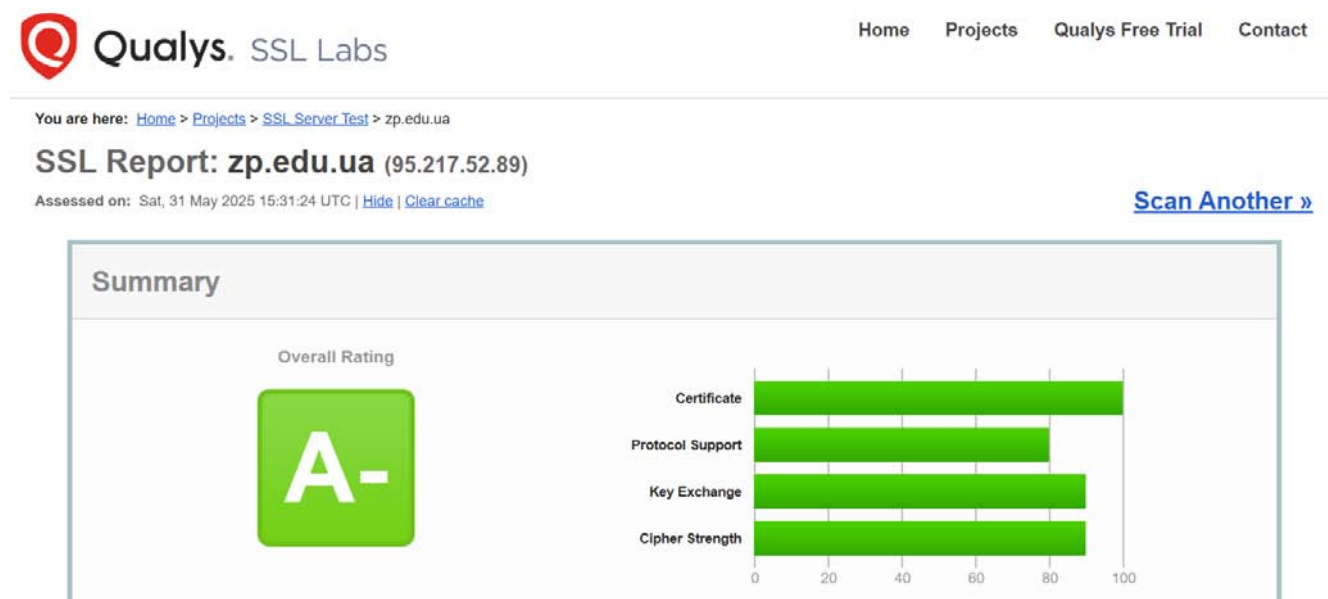 Qualys. SSL Labs
Home Projects Qualys Free Trial Contact
You are here: Home > Projects > SSL Server Test > zp.edu.ua
SSL Report: zp.edu.ua (95.217.52.89)
Assessed on: Sat, 31 May 2025 15:31:24 UTC | Hide | Clear cache
Scan Another »
Summary
Overall Rating
A-
Certificate
Protocol Support
Key Exchange
Cipher Strength
0 20 40 60 80 100